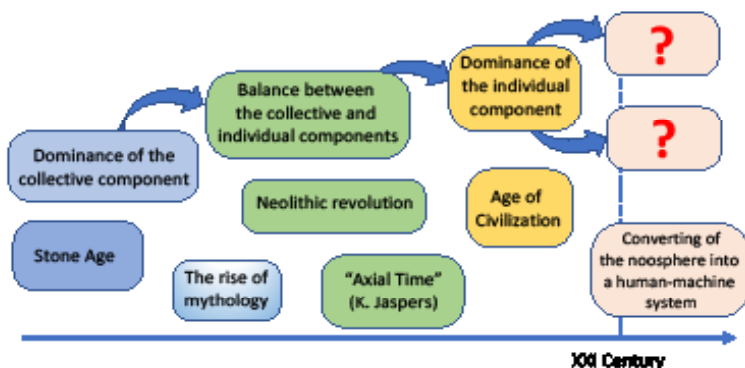 ?
Dominance of
the individual
component
Balance between
the collective and
individual components
?
Dominance of the
collective component
Neolithic revolution
Age of
Civilization
Stone Age
Converting of
the noosphere into
a human-machine
system
The rise of
mythology
“Axial Time”
(K. Jaspers)
XXI Century